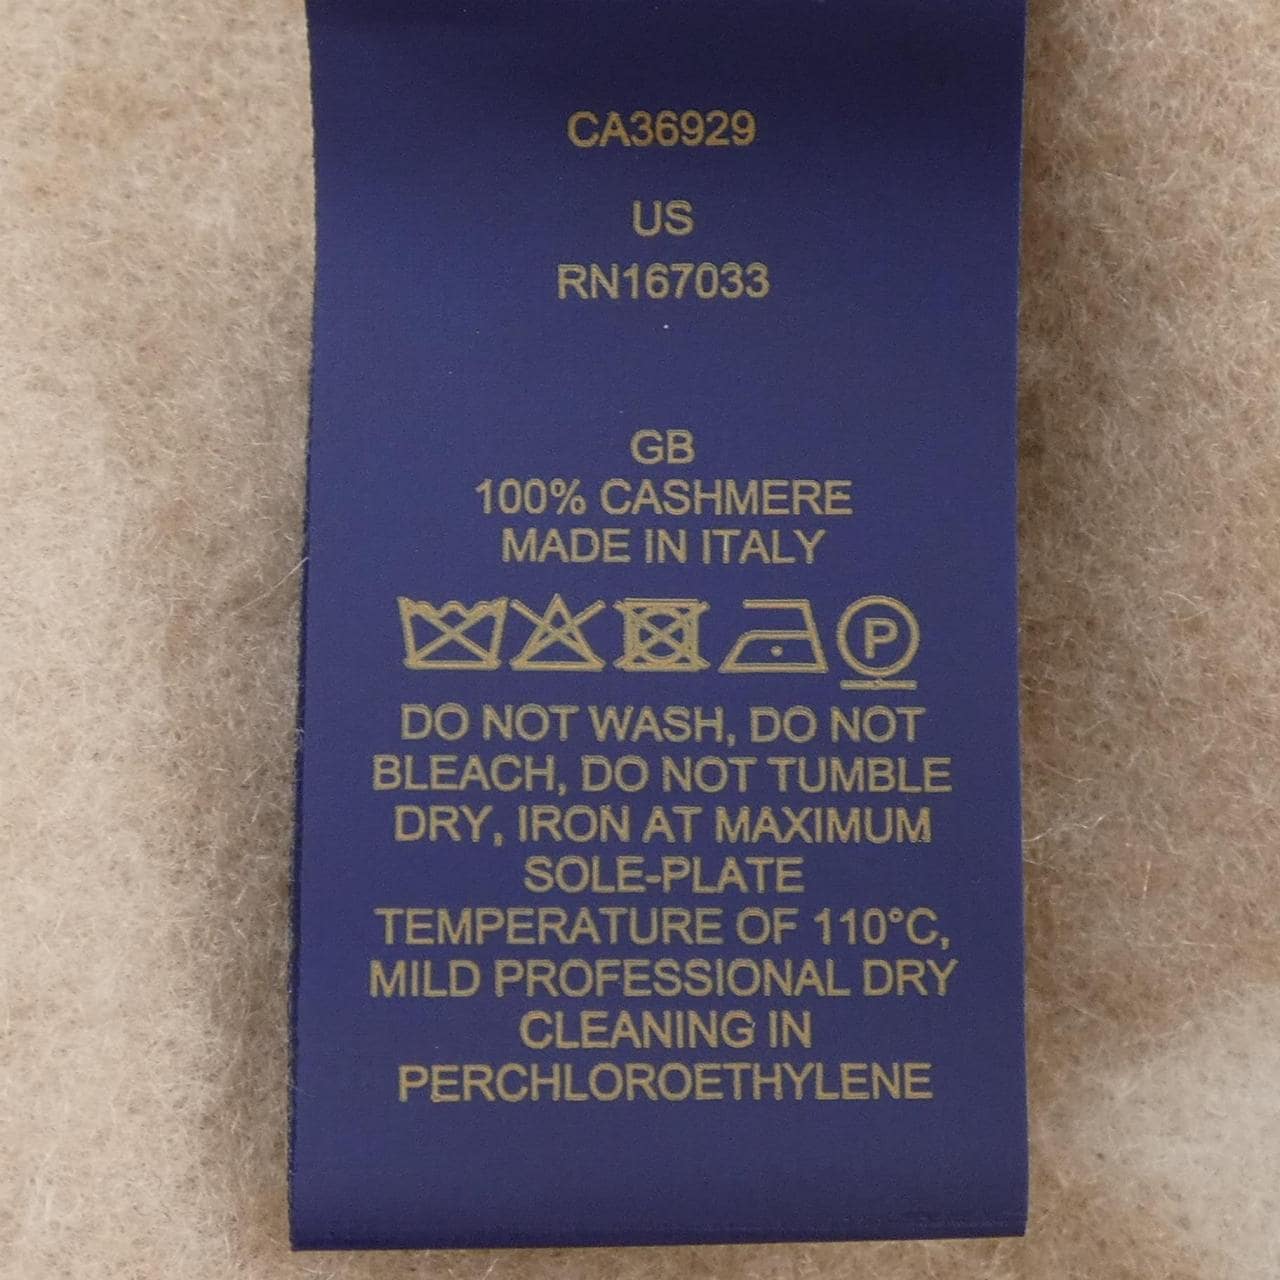 CA36929
US
RN167033
GB
100% CASHMERE
MADE IN ITALY
P
DO NOT WASH, DO NOT
BLEACH, DO NOT TUMBLE
DRY, IRON AT MAXIMUM
SOLE-PLATE
TEMPERATURE OF 110°C,
MILD PROFESSIONAL DRY
CLEANING IN
PERCHLOROETHYLENE